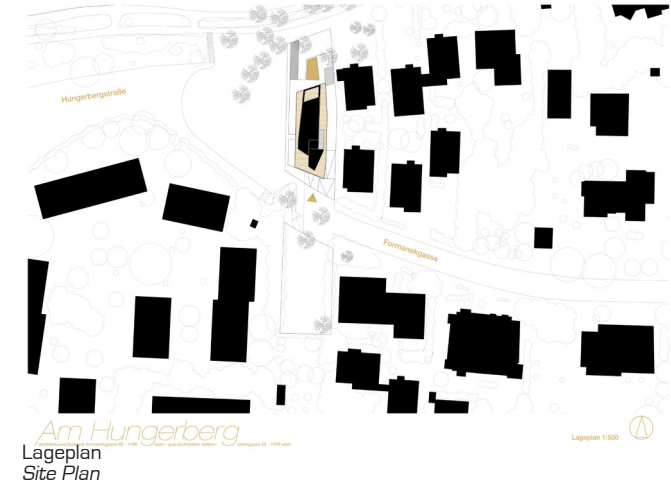 Hungerbergstraße
Formanekgasse
Am Hungerberg
Lageplan 1:500
Lageplan
Site Plan